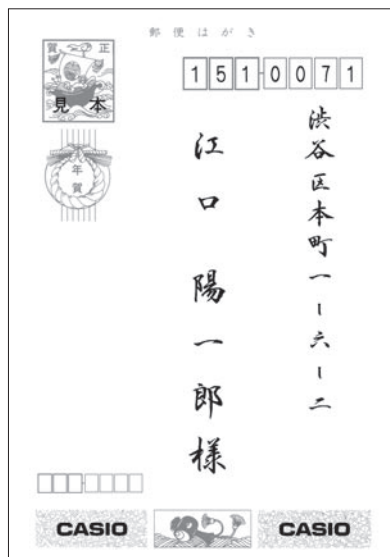 郵便はがき
賀正
見本
年賀
151-0071
渋谷区本町一ー六ー二
江口 陽一郎様
CASIO
CASIO